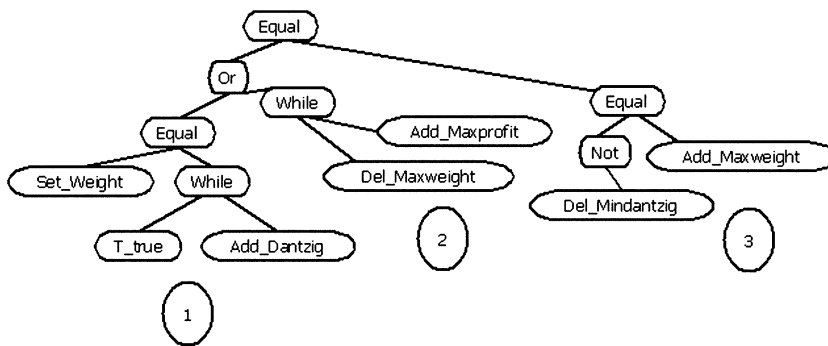 Equal
Or
While
Equal
Equal
Add_Maxprofit
Not
Add_Maxweight
Set_Weight
While
Del_Maxweight
Del_Mindantzig
T_true
Add_Dantzig
2
3
1